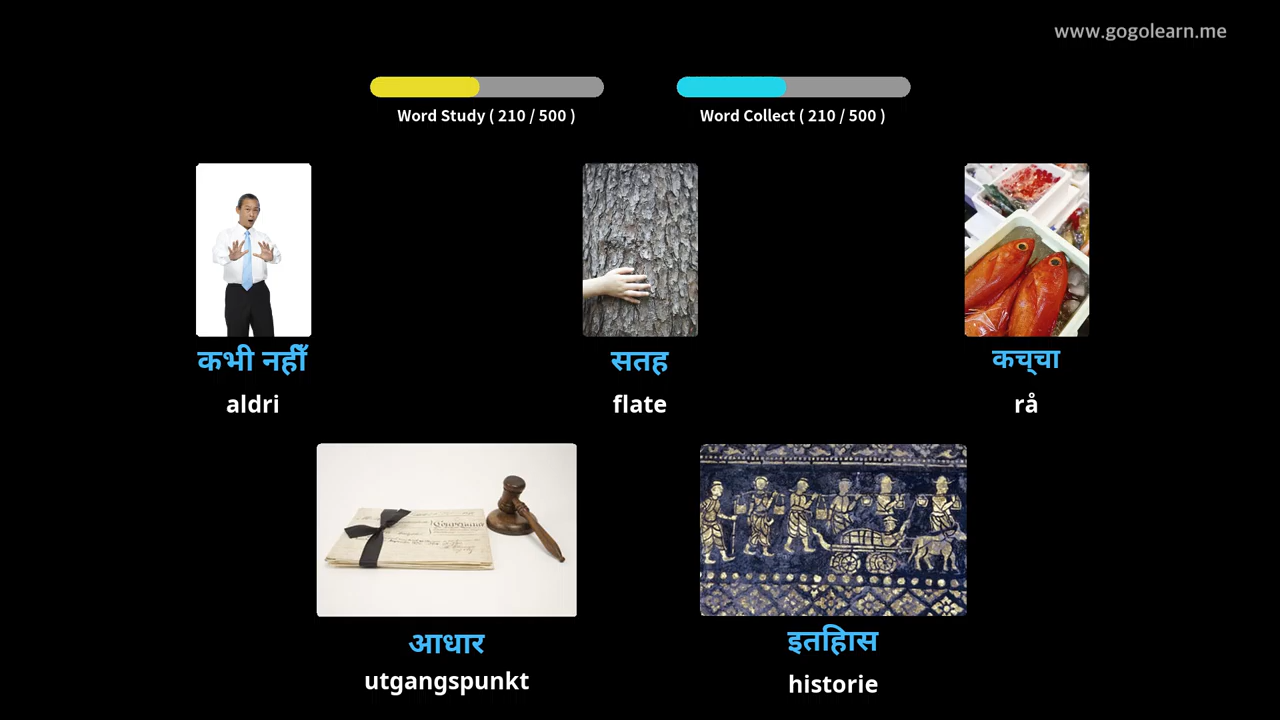 www.gogolearn.me
Word Study ( 210 / 500 )
Word Collect ( 210 / 500 )
कभी नहीँ
सतह
कच्चा
aldri
flate
rå
आधार
इतिहास
utgangspunkt
historie